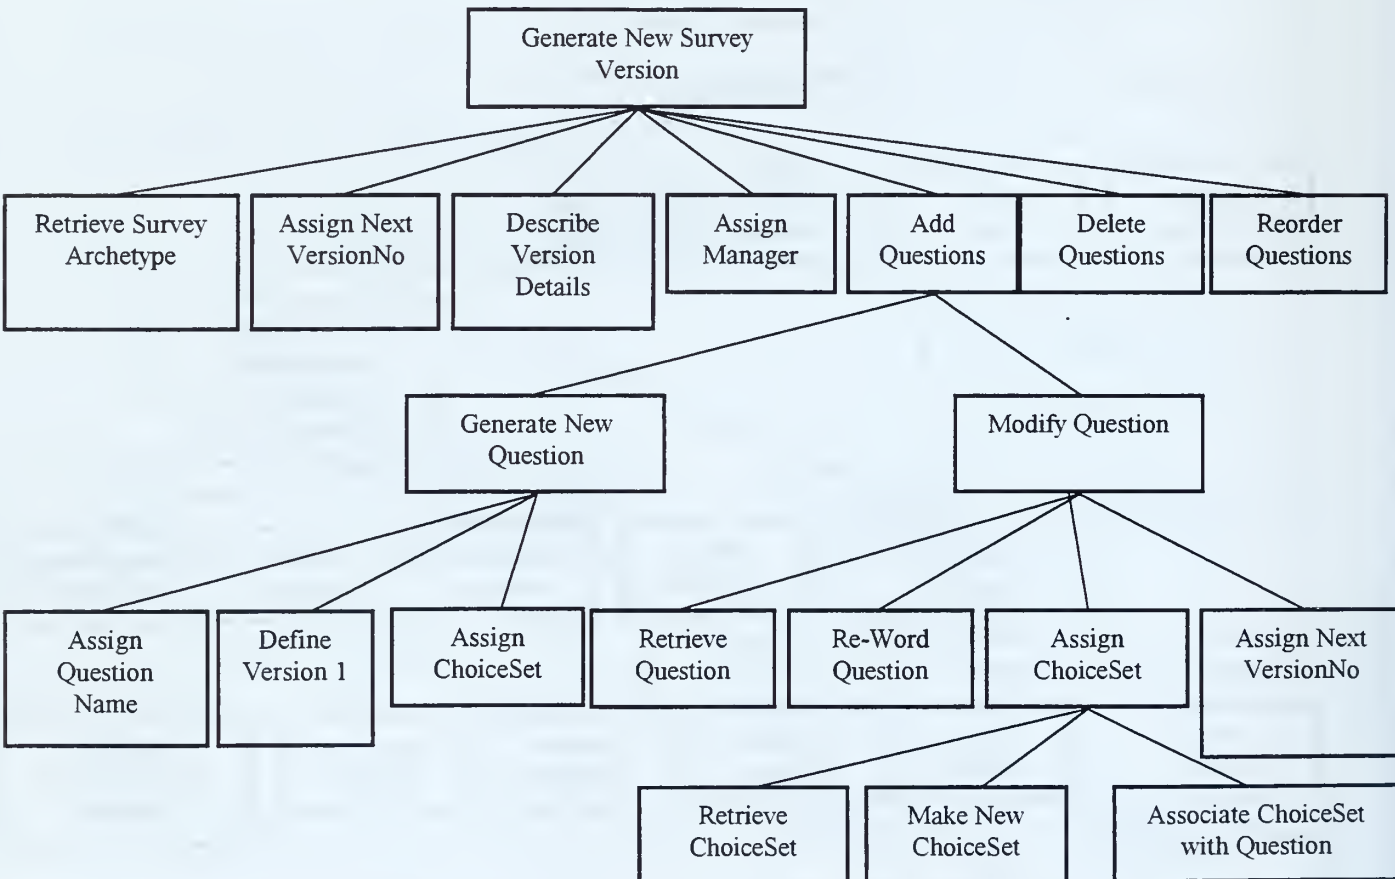 Generate New Survey
Version
Retrieve Survey
Archetype
Assign Next
VersionNo
Describe
Version
Details
Assign
Manager
Add
Questions
Delete
Questions
Reorder
Questions
Generate New
Question
Modify Question
Assign
Question
Name
Define
Version 1
Assign
ChoiceSet
Retrieve
Question
Re-Word
Question
Assign
ChoiceSet
Assign Next
VersionNo
Retrieve
ChoiceSet
Make New
ChoiceSet
Associate ChoiceSet
with Question